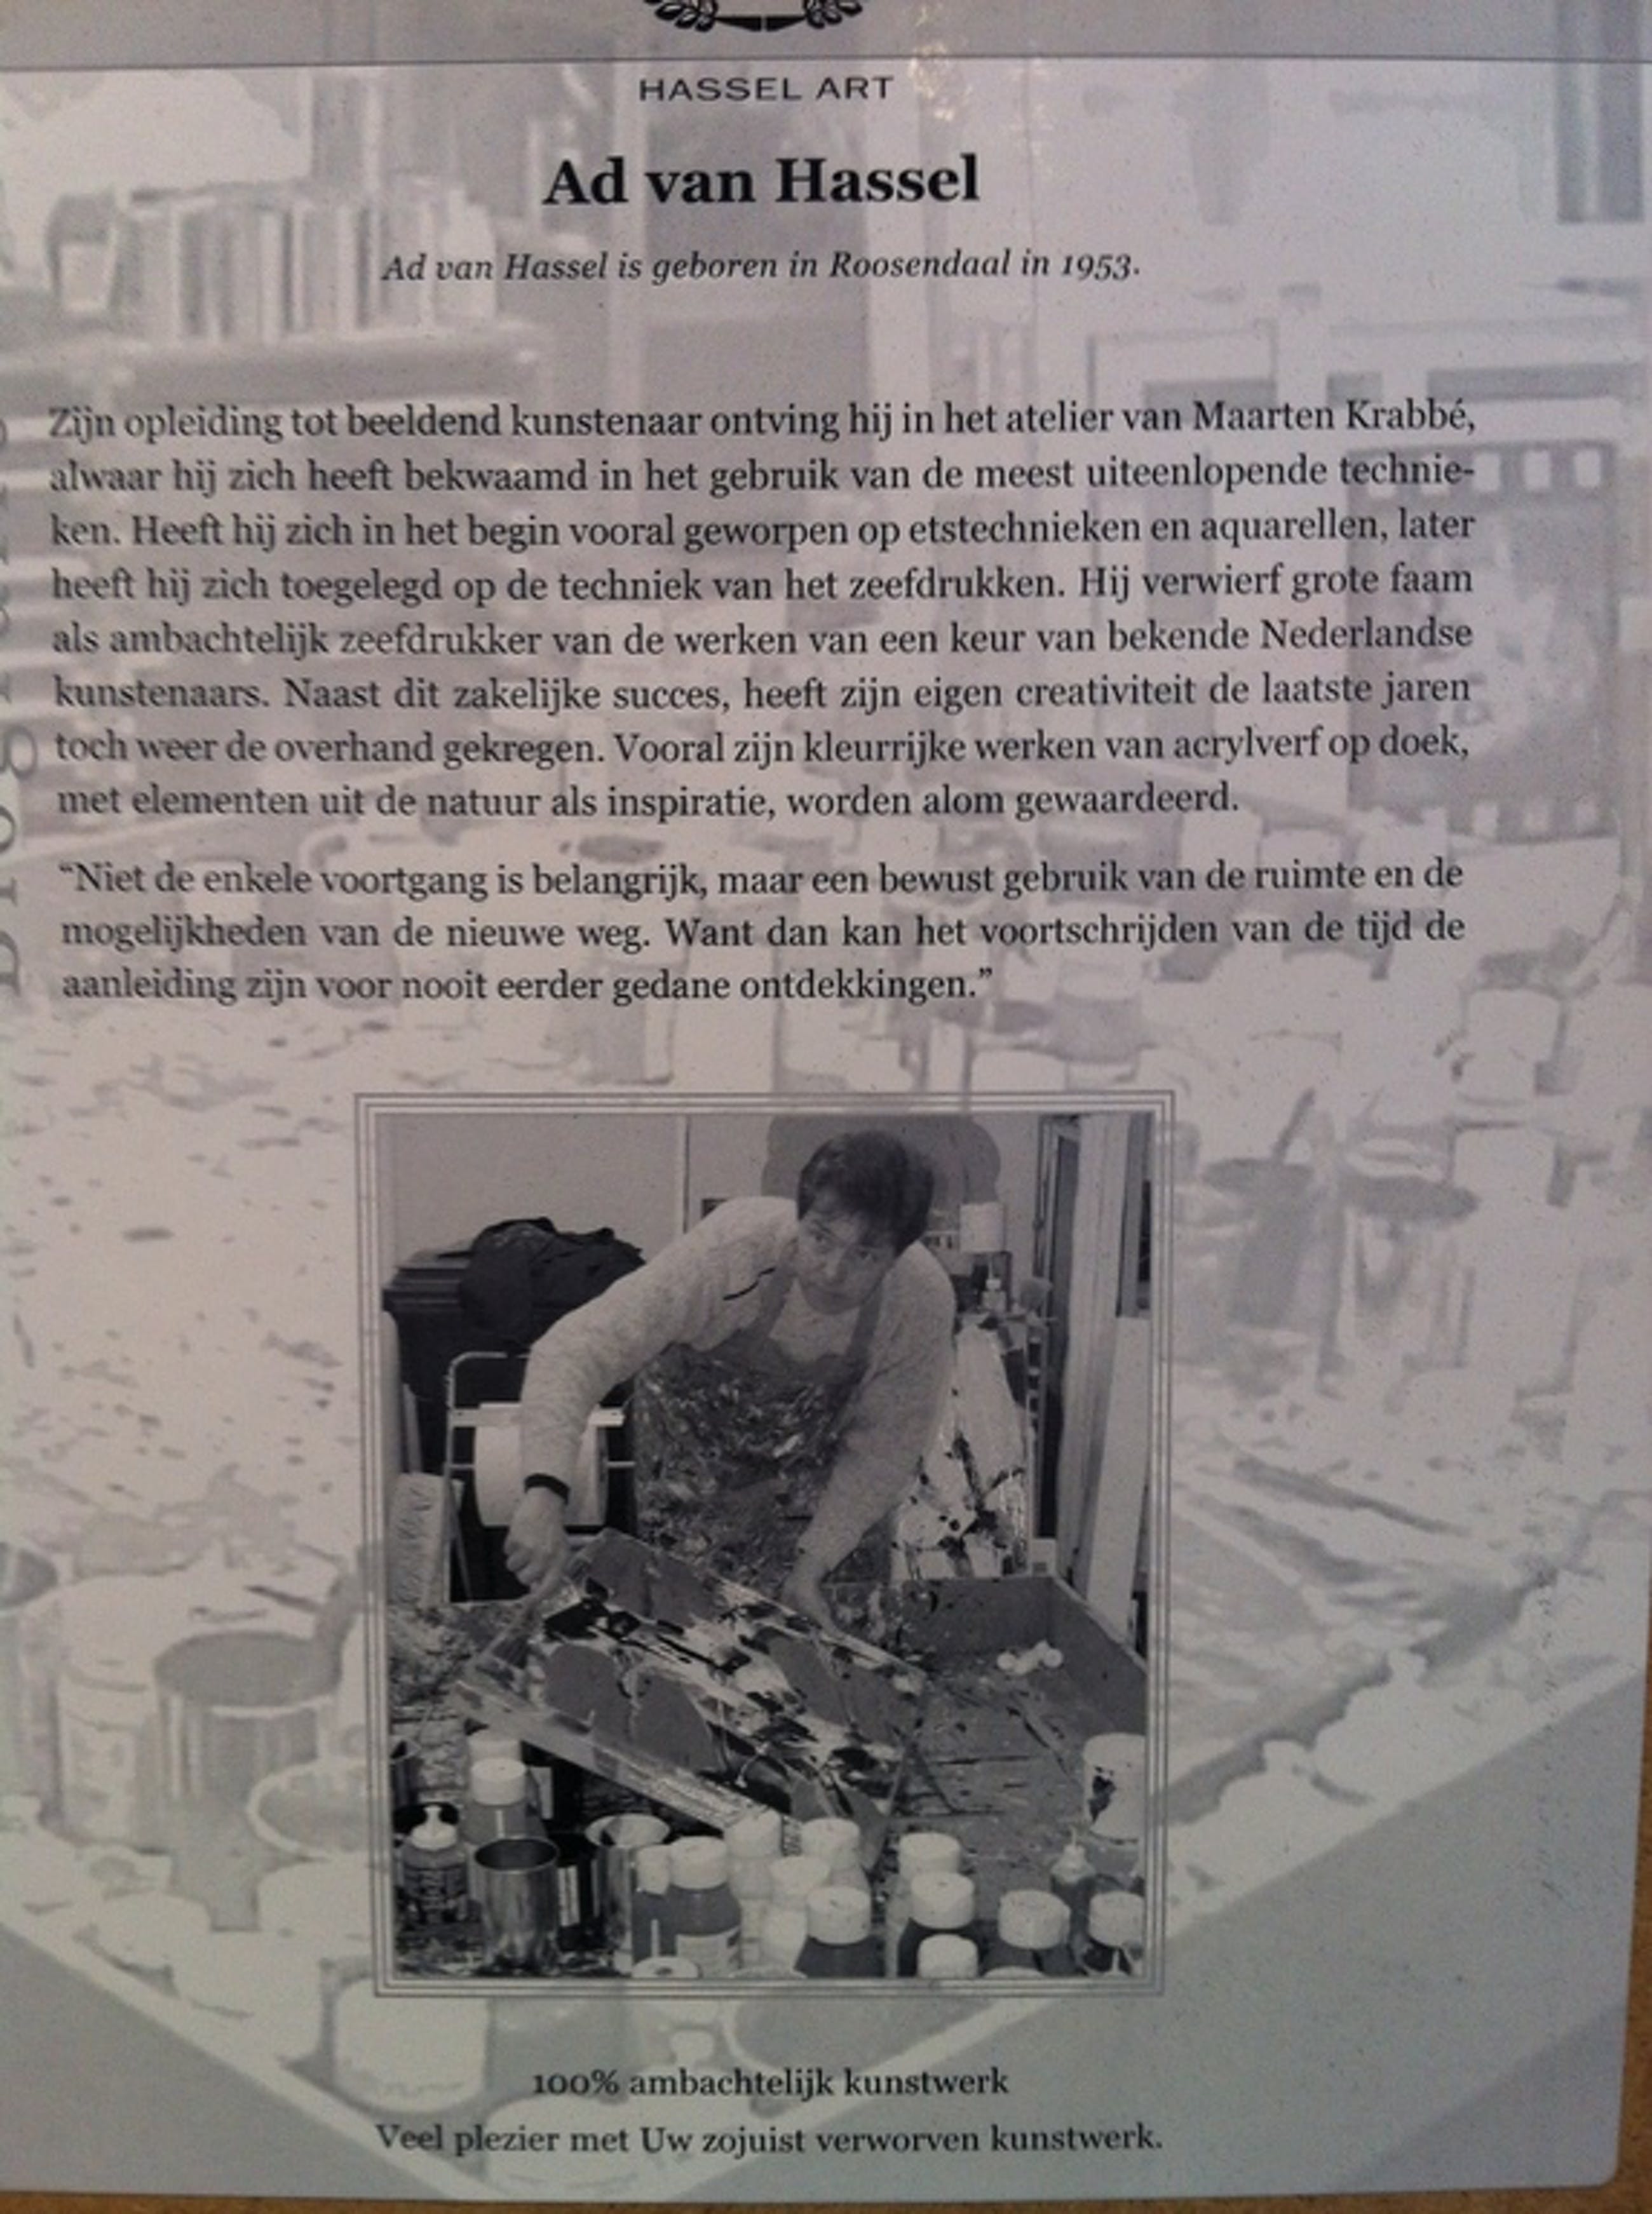 HASSEL ART
Ad van Hassel
Ad van Hassel is geboren in Roosendaal in 1953.
Zijn opleiding tot beeldend kunstenaar ontving hij in het atelier van Maarten Krabbé,
alwaar hij zich heeft bekwaamd in het gebruik van de meest uiteenlopende technie-
ken. Heeft hij zich in het begin vooral geworpen op etstechnieken en aquarellen, later
heeft hij zich toegelegd op de techniek van het zeefdrukken. Hij verwierf grote faam
als ambachtelijk zeefdrukker van de werken van een keur van bekende Nederlandse
kunstenaars. Naast dit zakelijke succes, heeft zijn eigen creativiteit de laatste jaren
toch weer de overhand gekregen. Vooral zijn kleurrijke werken van acrylverf op doek,
met elementen uit de natuur als inspiratie, worden alom gewaardeerd.
“Niet de enkele voortgang is belangrijk, maar een bewust gebruik van de ruimte en de
mogelijkheden van de nieuwe weg. Want dan kan het voortschrijden van de tijd de
aanleiding zijn voor nooit eerder gedane ontdekkingen.”
100% ambachtelijk kunstwerk
Veel plezier met Uw zojuist verworven kunstwerk.